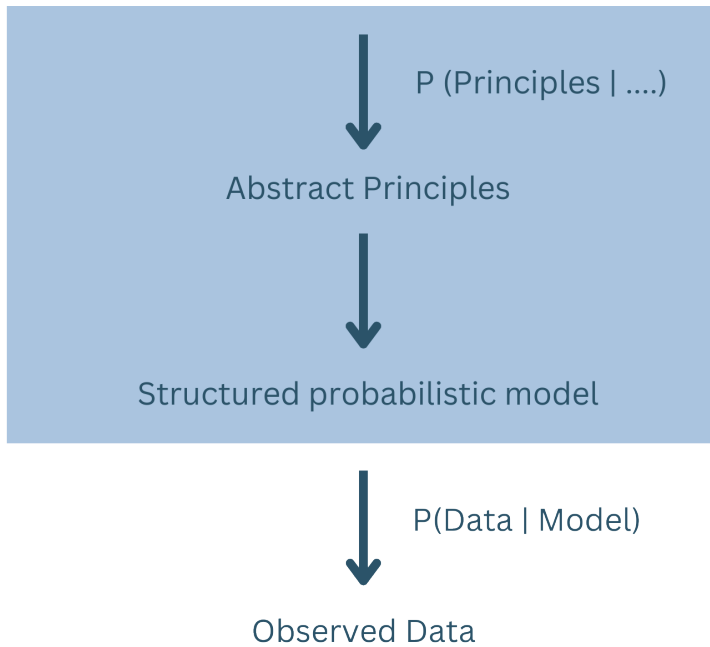 P (Principles | ....)
Abstract Principles
Structured probabilistic model
P(Data | Model)
Observed Data